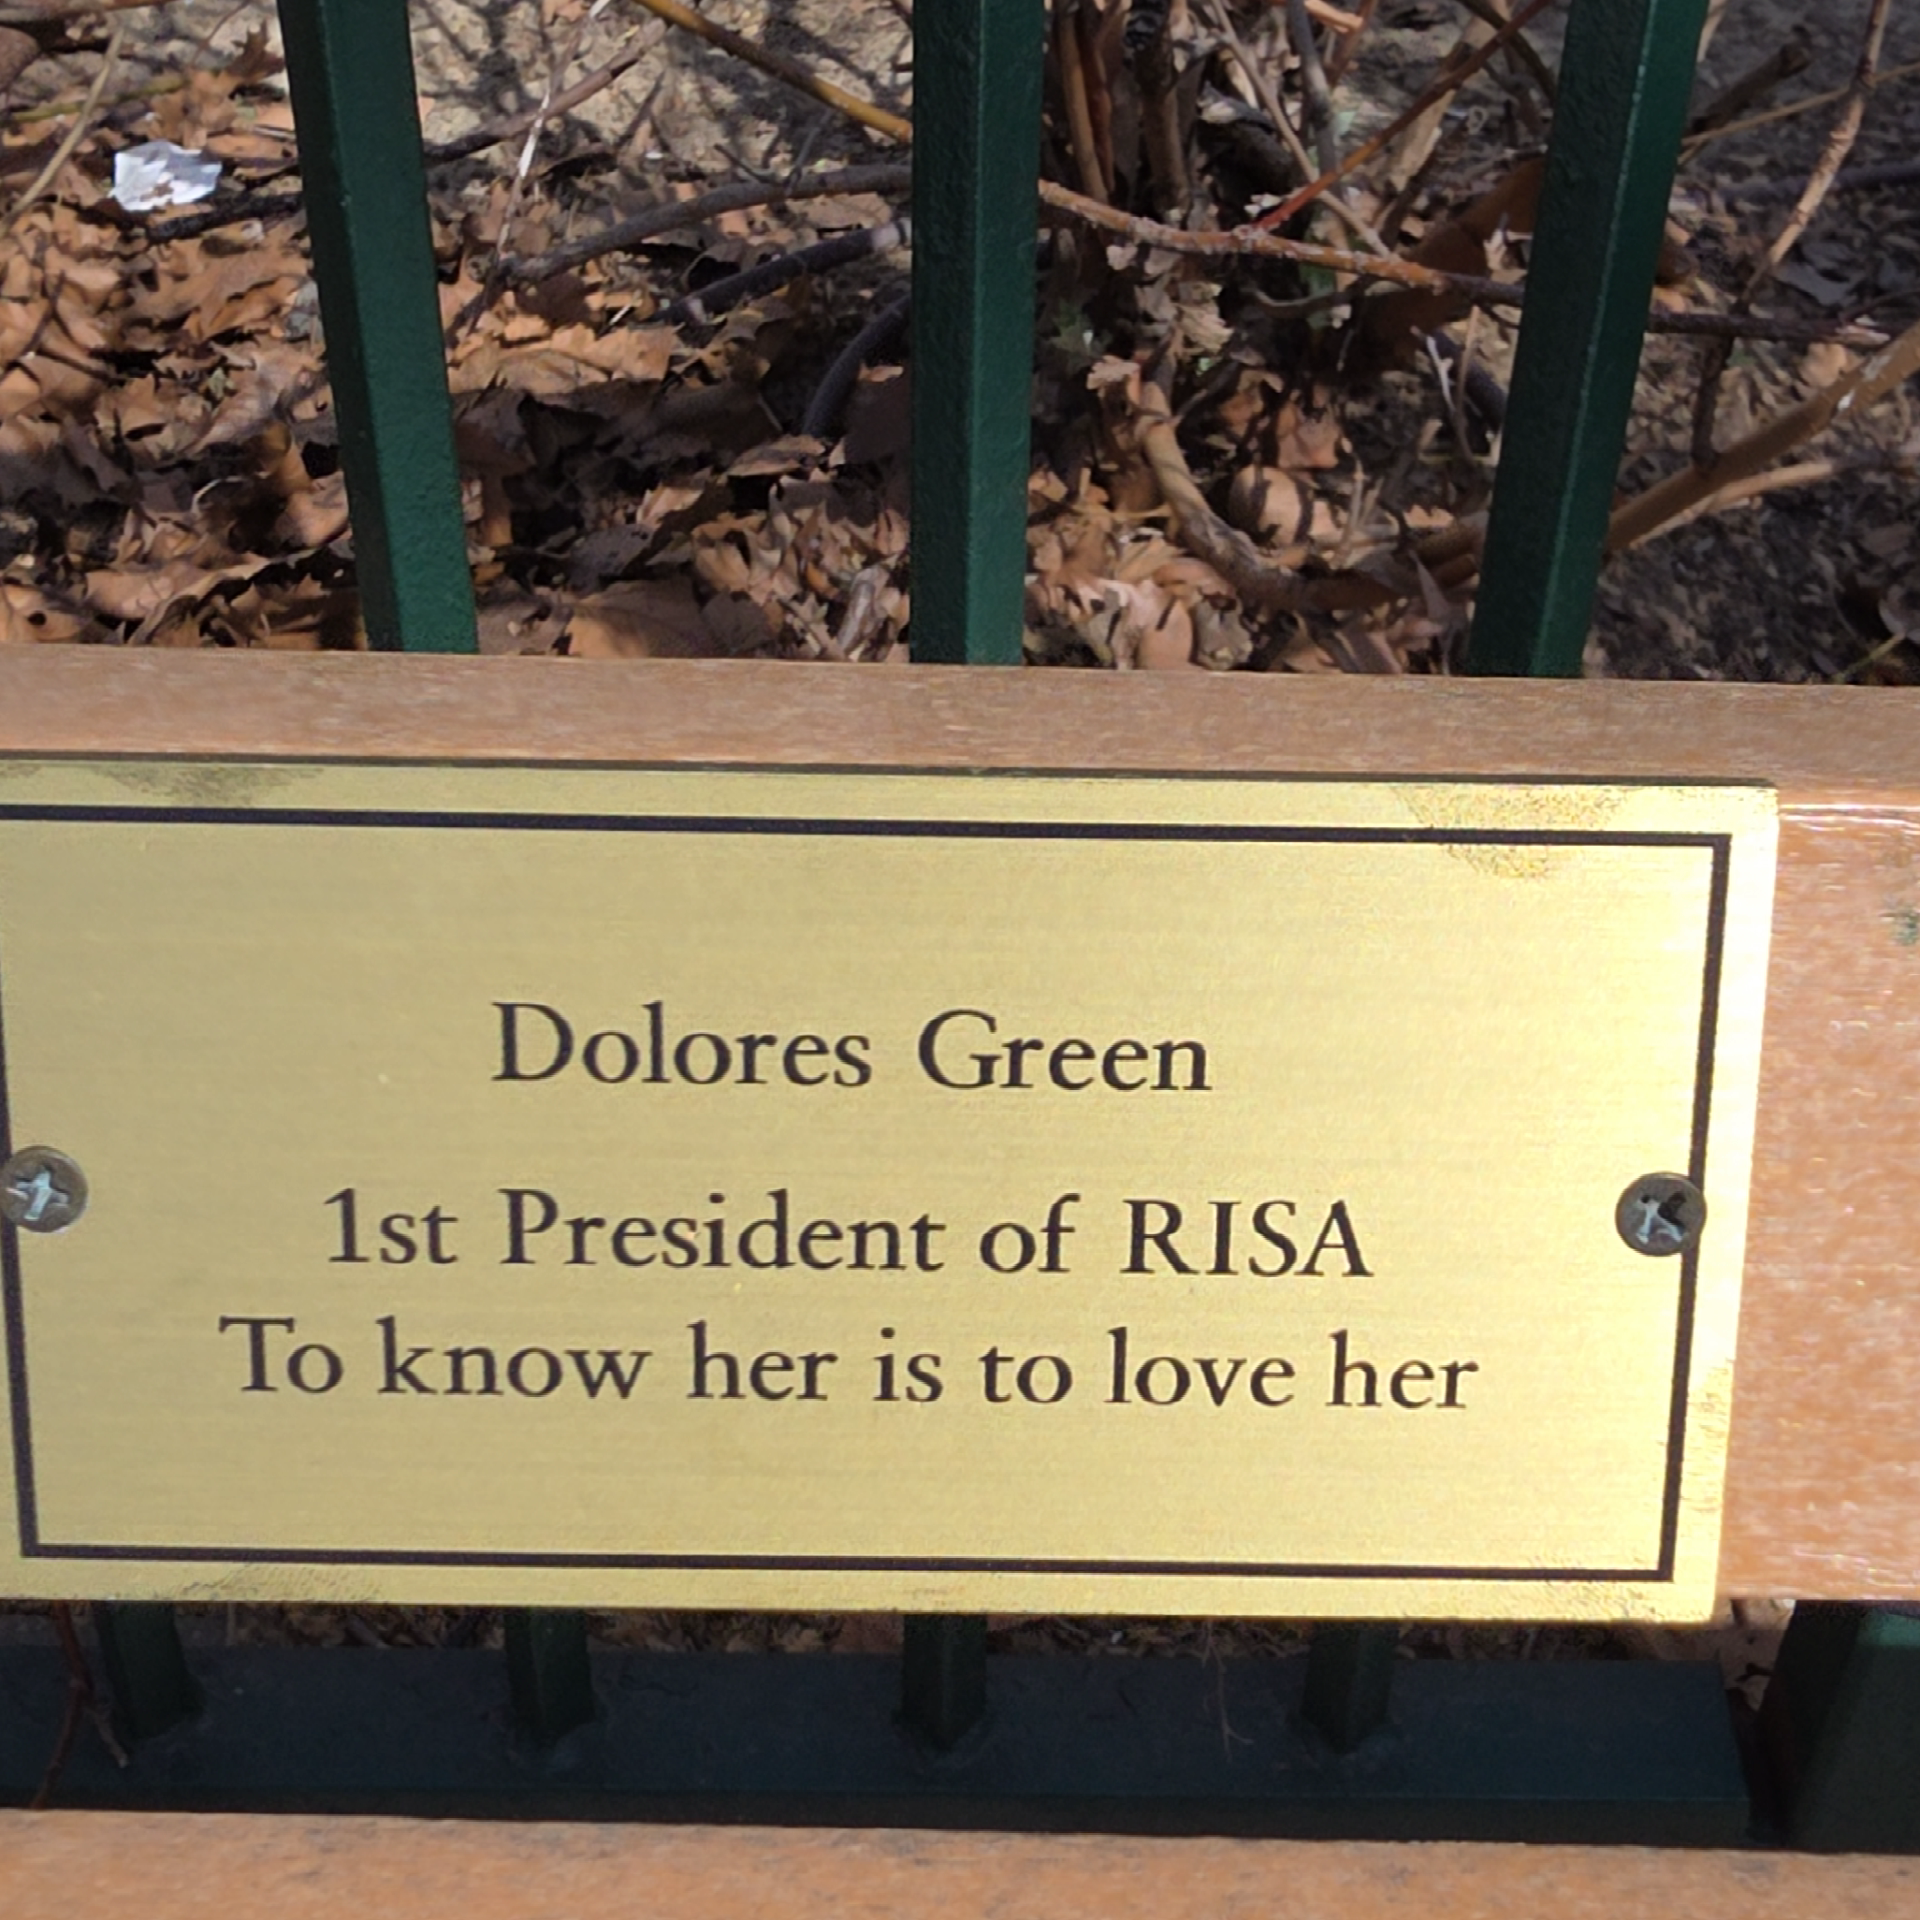 Dolores Green
1st President of RISA
To know her is to love her